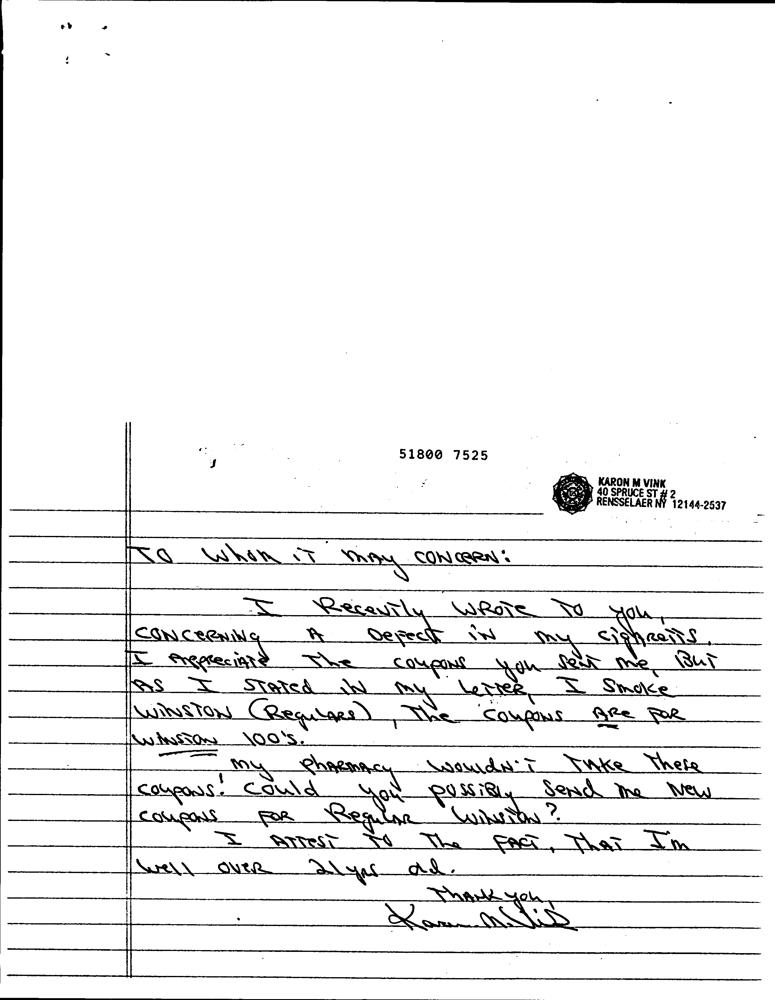 51800 7525
KARON M VINK
40 SPRUCE ST # 2
RENSSELAER NY 12144-2537
To Whom iT may CONCERN:
I Recently WROTE To you,
CONCERNING A Defect iN my Cighreits.
I Appreciate The coupons you Sent me, BUT
AS I STATed iN my LeTTER, I Smoke
WINSTON (Regulars), The coupons ARe FOR
WINSTON 100'S.
my PhARMACy WouldN'T TAKe These
coupons! Could you possibly Send me New
coupons FOR Regular WinsTon?
I ATTEST TO The FACT, ThaT I'm
well OVER 21 yrs old.
Thank you,
Karon M. Vink